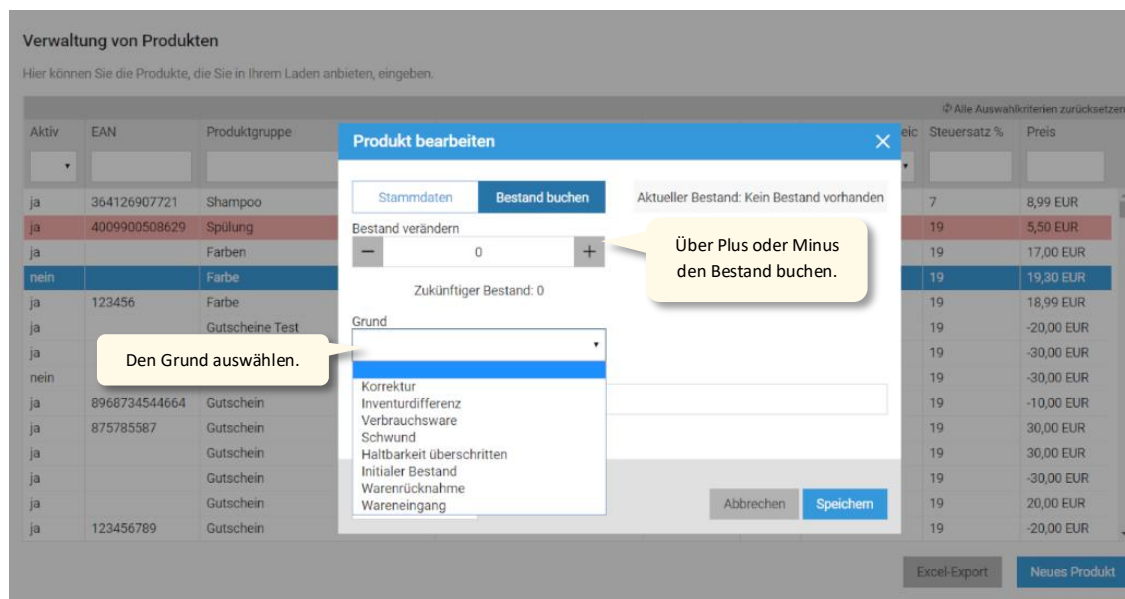 Verwaltung von Produkten
Hier können Sie die Produkte, die Sie in Ihrem Laden anbieten, eingeben.
Alle Auswahlkriterien zurücksetzen
Aktiv EAN Produktgruppe eic Steuersatz % Preis
Produkt bearbeiten
Stammdaten Bestand buchen Aktueller Bestand: Kein Bestand vorhanden
Bestand verändern
− 0 +
Zukünftiger Bestand: 0
Über Plus oder Minus
den Bestand buchen.
Grund
Den Grund auswählen.
Korrektur
Inventurdifferenz
Verbrauchsware
Schwund
Haltbarkeit überschritten
Initialer Bestand
Warenrücknahme
Wareneingang
Abbrechen Speichern
ja 364126907721 Shampoo 7 8,99 EUR
ja 4009900508629 Spülung 19 5,50 EUR
ja Farben 19 17,00 EUR
nein Farbe 19 19,30 EUR
ja 123456 Farbe 19 18,99 EUR
ja Gutscheine Test 19 -20,00 EUR
ja 19 -30,00 EUR
nein 19 -30,00 EUR
ja 8968734544664 Gutschein 19 -10,00 EUR
ja 875785587 Gutschein 19 30,00 EUR
ja Gutschein 19 30,00 EUR
ja Gutschein 19 -30,00 EUR
ja Gutschein 19 20,00 EUR
ja 123456789 Gutschein 19 -20,00 EUR
Excel-Export Neues Produkt